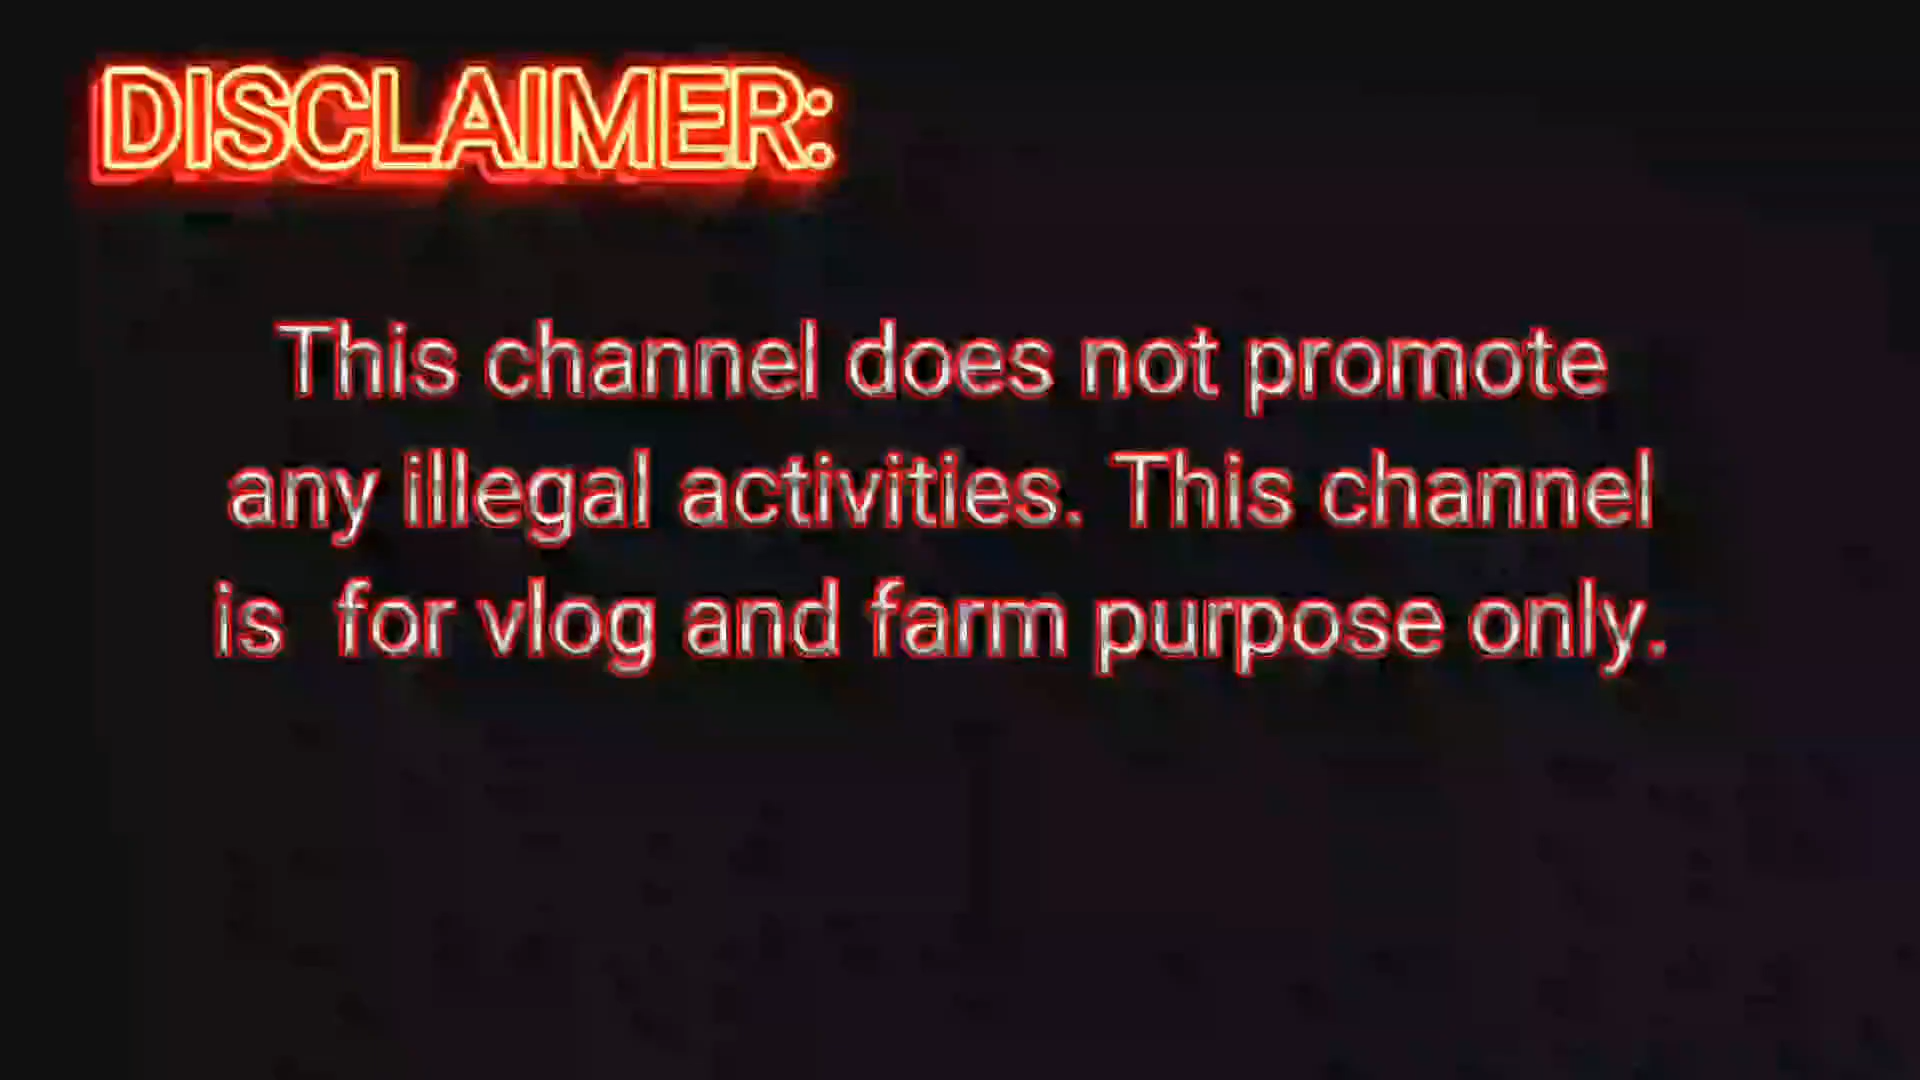 DISCLAIMER:
This channel does not promote
any illegal activities. This channel
is for vlog and farm purpose only.